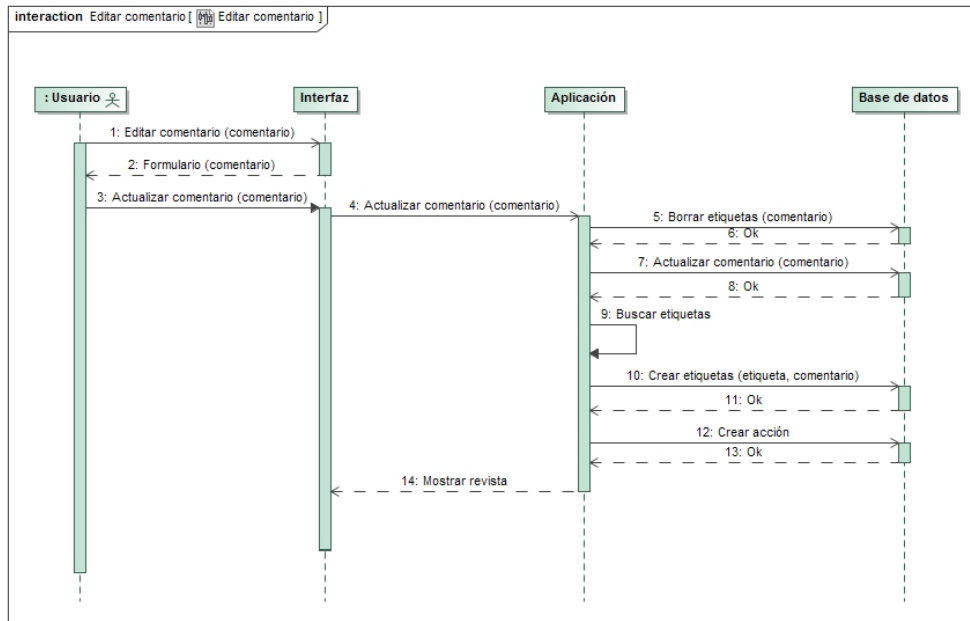 interaction Editar comentario [ Editar comentario ]
: Usuario
Interfaz
Aplicación
Base de datos
1: Editar comentario (comentario)
2: Formulario (comentario)
3: Actualizar comentario (comentario)
4: Actualizar comentario (comentario)
5: Borrar etiquetas (comentario)
6: Ok
7: Actualizar comentario (comentario)
8: Ok
9: Buscar etiquetas
10: Crear etiquetas (etiqueta, comentario)
11: Ok
12: Crear acción
13: Ok
14: Mostrar revista